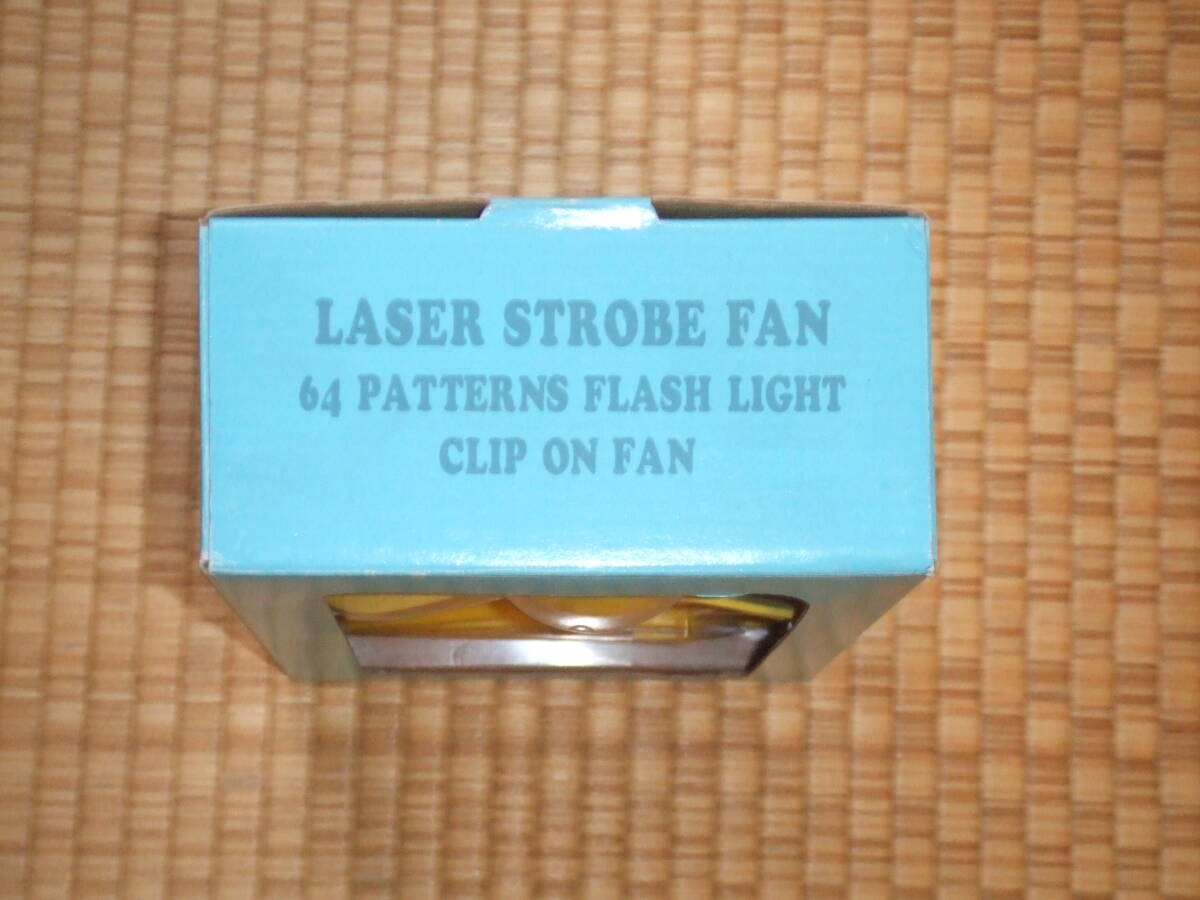 LASER STROBE FAN
64 PATTERNS FLASH LIGHT
CLIP ON FAN